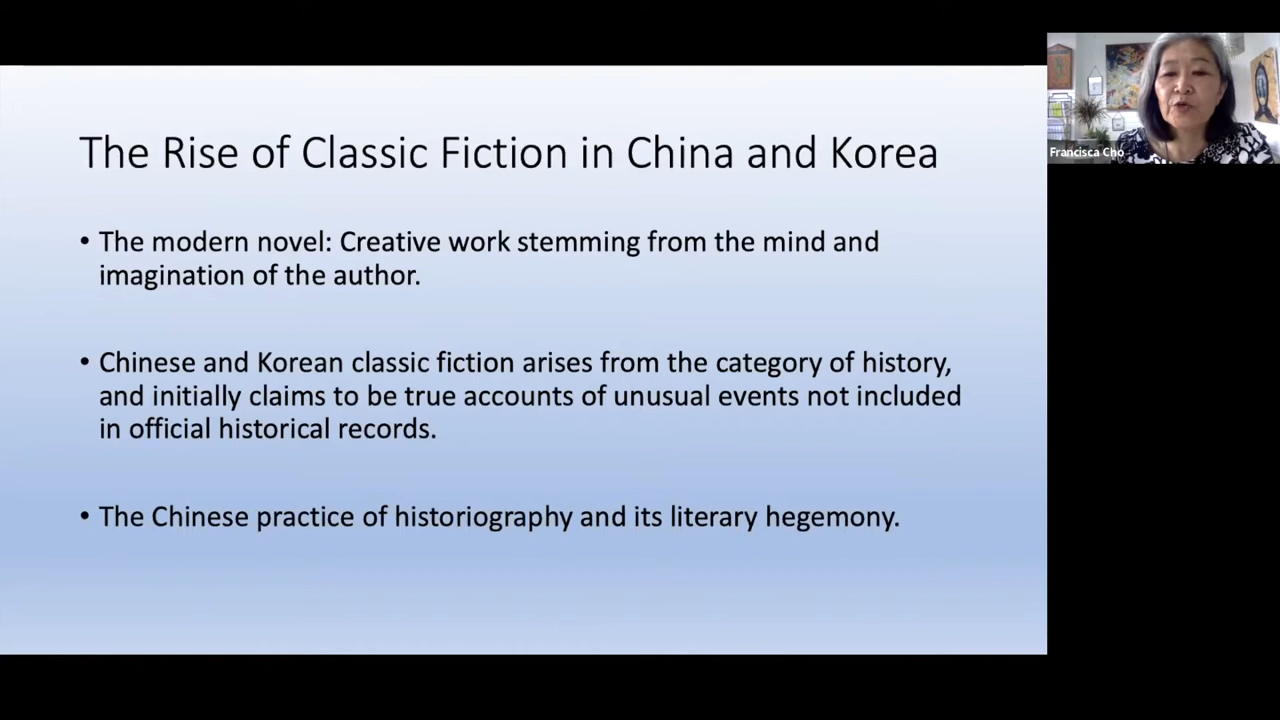 The Rise of Classic Fiction in China and Korea
• The modern novel: Creative work stemming from the mind and
imagination of the author.
• Chinese and Korean classic fiction arises from the category of history,
and initially claims to be true accounts of unusual events not included
in official historical records.
• The Chinese practice of historiography and its literary hegemony.
Francisca Cho